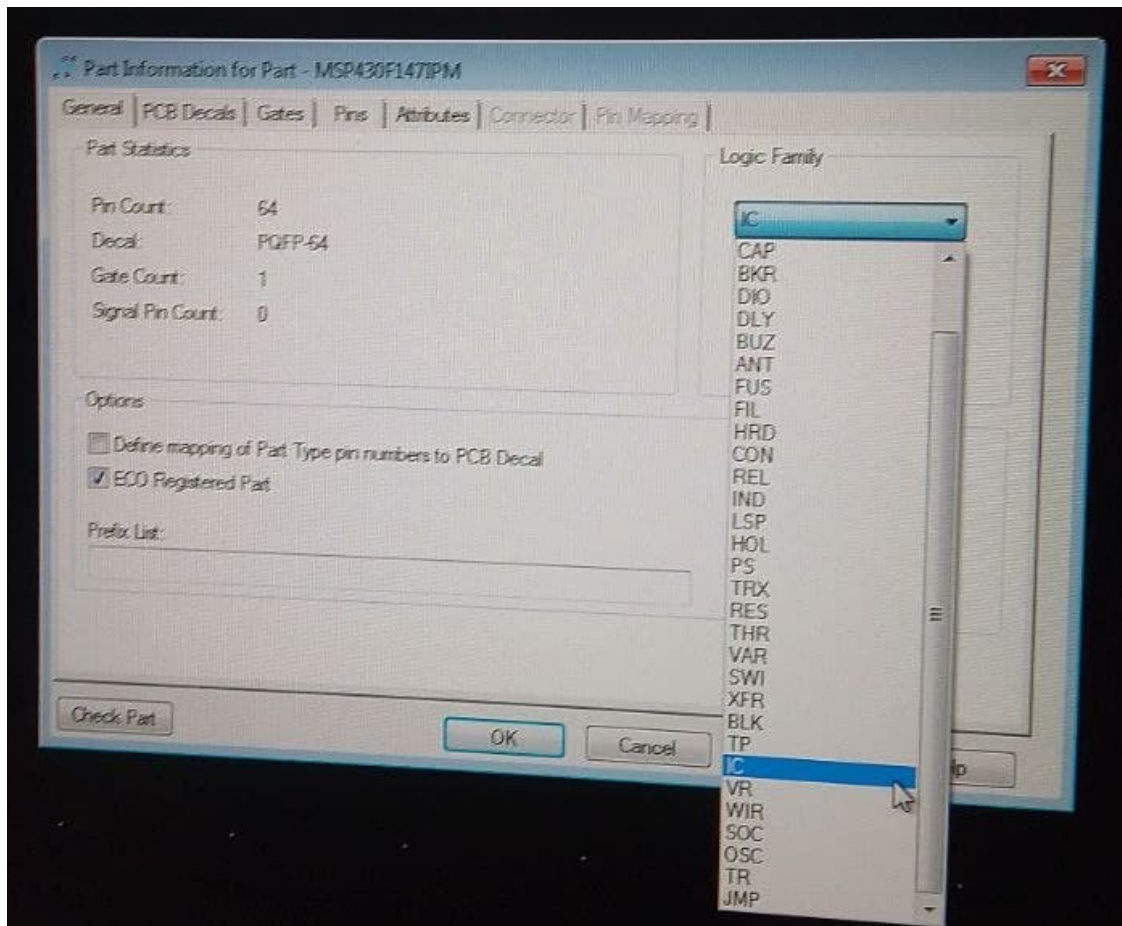 Part Information for Part - MSP430F147IPM
General PCB Decals Gates Pins Attributes Connector Pin Mapping
Part Statistics
Pin Count: 64
Decal: PQFP-64
Gate Count: 1
Signal Pin Count: 0
Options
Define mapping of Part Type pin numbers to PCB Decal
ECO Registered Part
Prefix List:
Check Part
OK
Cancel
Logic Family
IC
CAP
BKR
DIO
DLY
BUZ
ANT
FUS
FIL
HRD
CON
REL
IND
LSP
HOL
PS
TRX
RES
THR
VAR
SWI
XFR
BLK
TP
IC
VR
WIR
SOC
OSC
TR
JMP